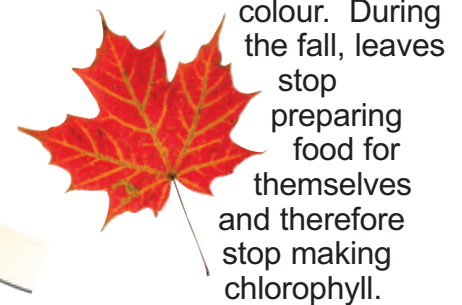 colour. During
the fall, leaves
stop
preparing
food for
themselves
and therefore
stop making
chlorophyll.